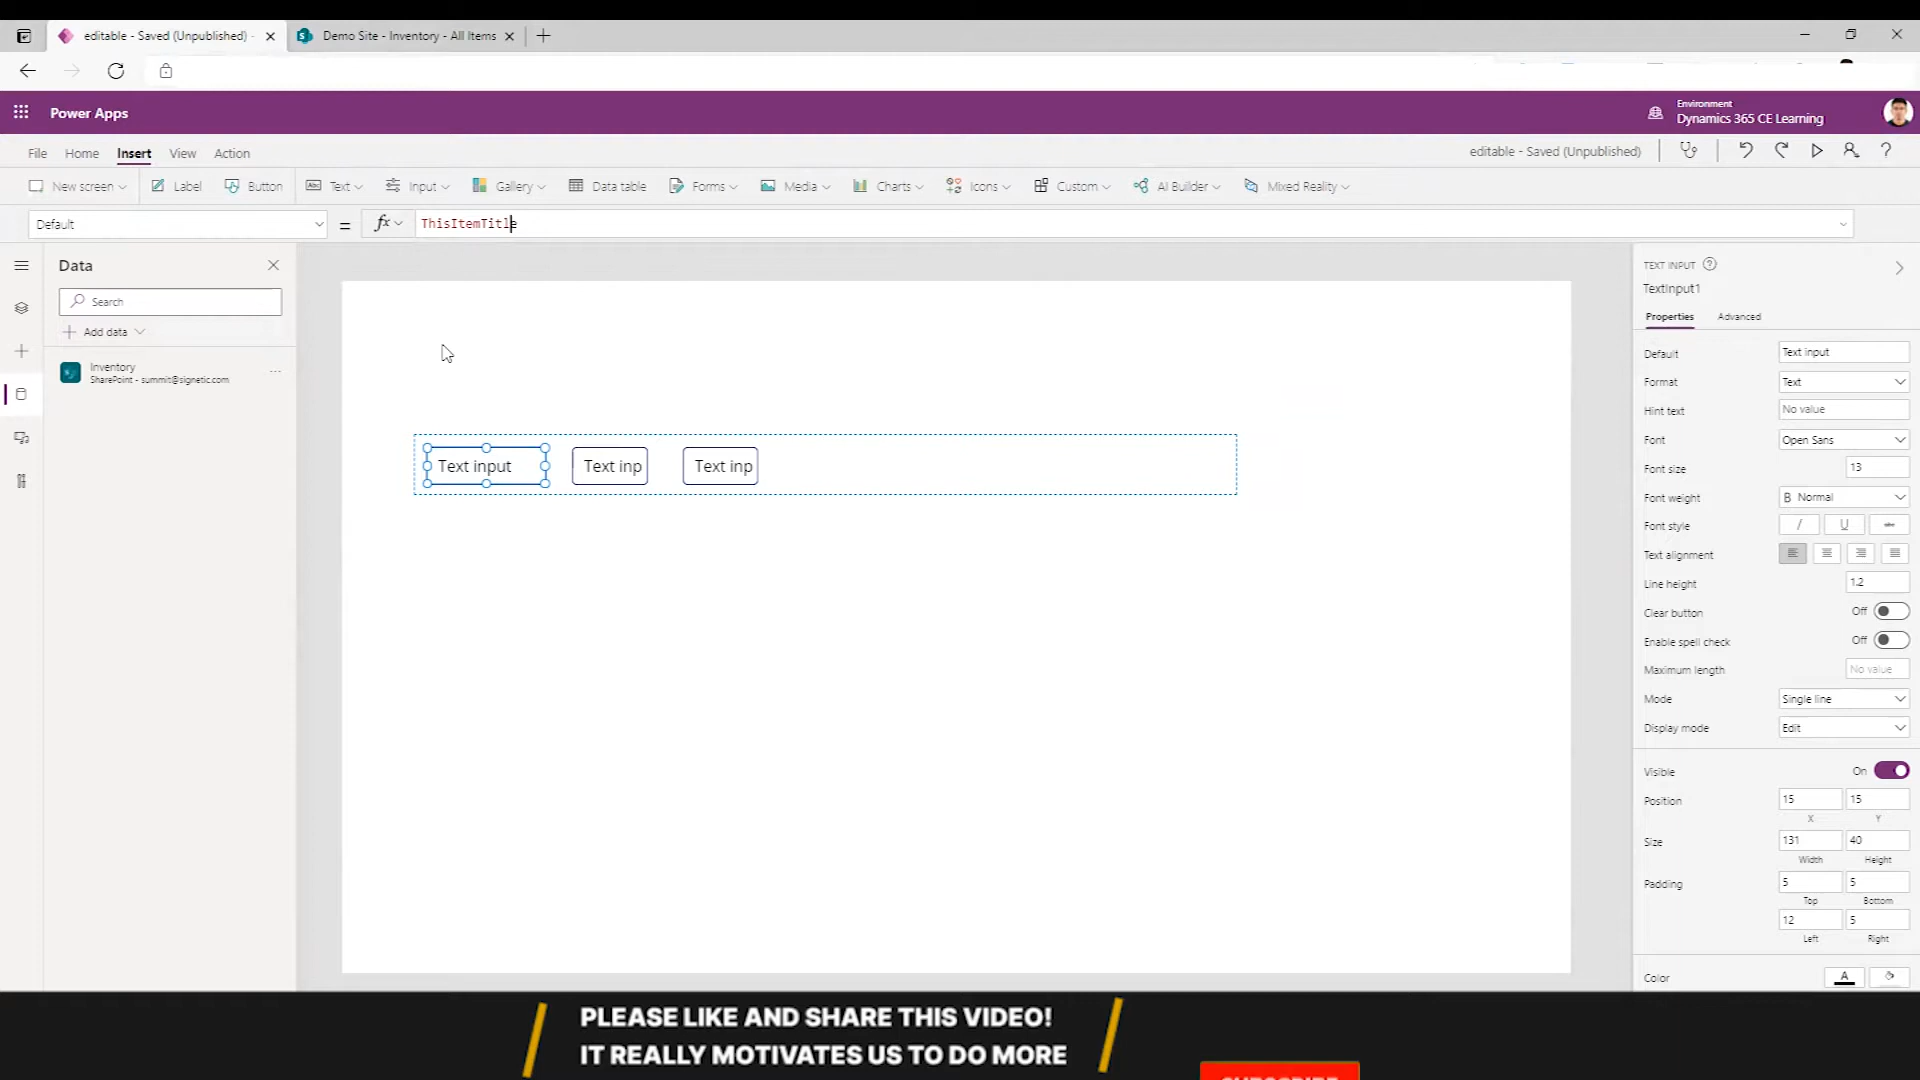 editable - Saved (Unpublished) -
Demo Site - Inventory - All Items
Power Apps
Environment
Dynamics 365 CE Learning
File Home Insert View Action
editable - Saved (Unpublished)
New screen Label Button Text Input Gallery Data table Forms Media Charts Icons Custom AI Builder Mixed Reality
Default = fx ThisItemTitle
Data
Search
Add data
Inventory
SharePoint - summit@signetic.com
Text input Text inp Text inp
TEXT INPUT ?
TextInput1
Properties Advanced
Default Text input
Format Text
Hint text No value
Font Open Sans
Font size 13
Font weight B Normal
Font style / U abc
Text alignment
Line height 1.2
Clear button Off
Enable spell check Off
Maximum length No value
Mode Single line
Display mode Edit
Visible On
Position 15 15
X Y
Size 131 40
Width Height
Padding 5 5
Top Bottom
12 5
Left Right
Color A
PLEASE LIKE AND SHARE THIS VIDEO!
IT REALLY MOTIVATES US TO DO MORE
SUBSCRIBE